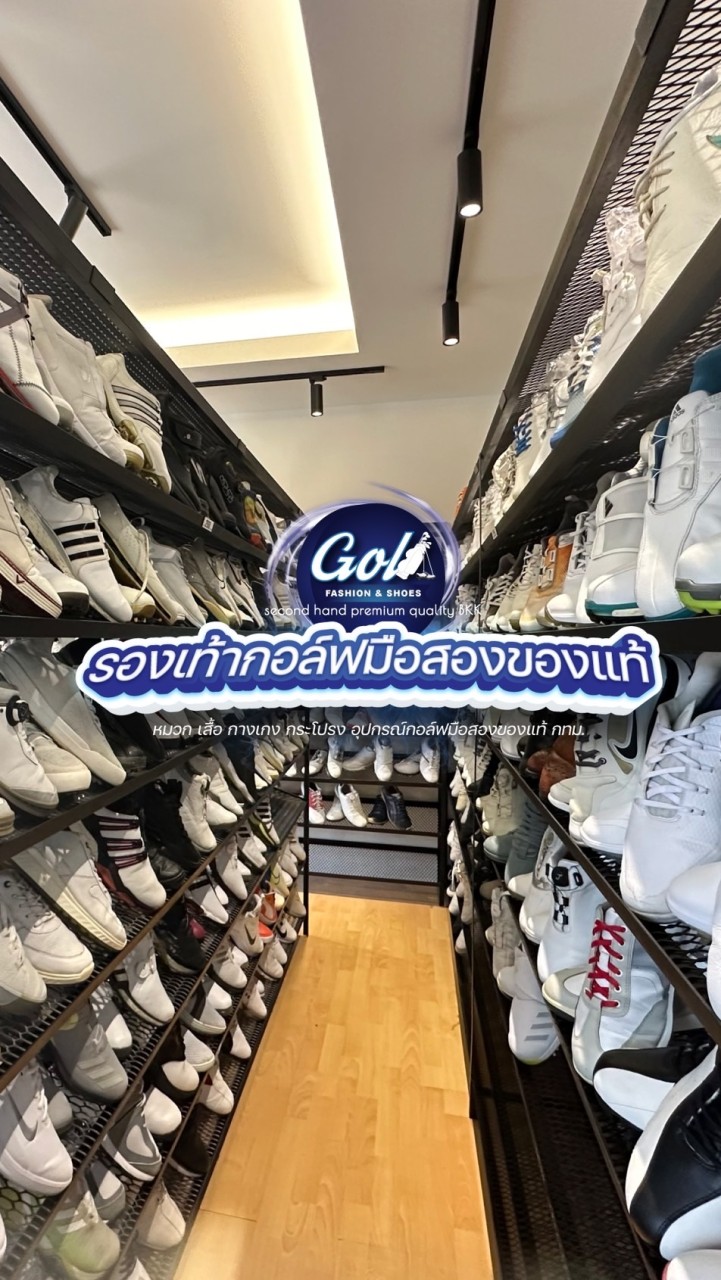 Golf
FASHION & SHOES
second hand premium quality BKK
รองเท้ากอล์ฟมือสองของแท้
หมวก เสื้อ กางเกง กระโปรง อุปกรณ์กอล์ฟมือสองของแท้ กทม.
adidas